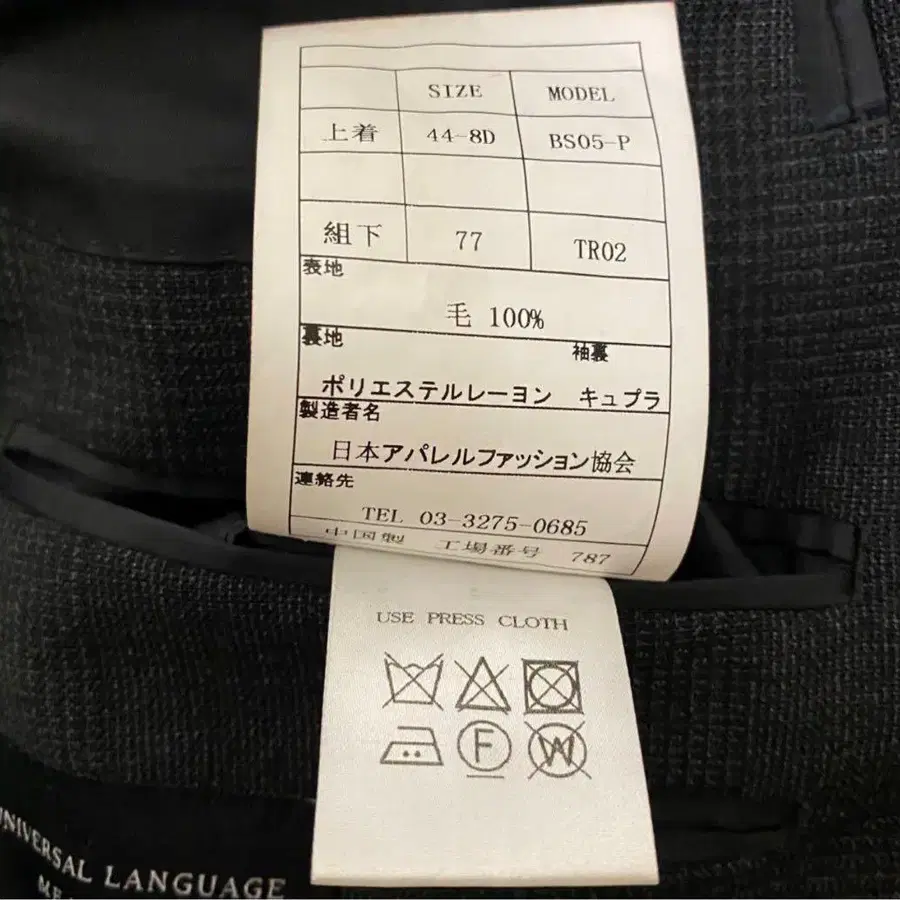 SIZE MODEL
上着 44-8D BS05-P
組下 77 TR02
表地
毛 100%
裏地 袖裏
ポリエステルレーヨン キュプラ
製造者名
日本アパレルファッション協会
連絡先
TEL 03-3275-0685
中国製 工場番号 787
USE PRESS CLOTH
F W
UNIVERSAL LANGUAGE